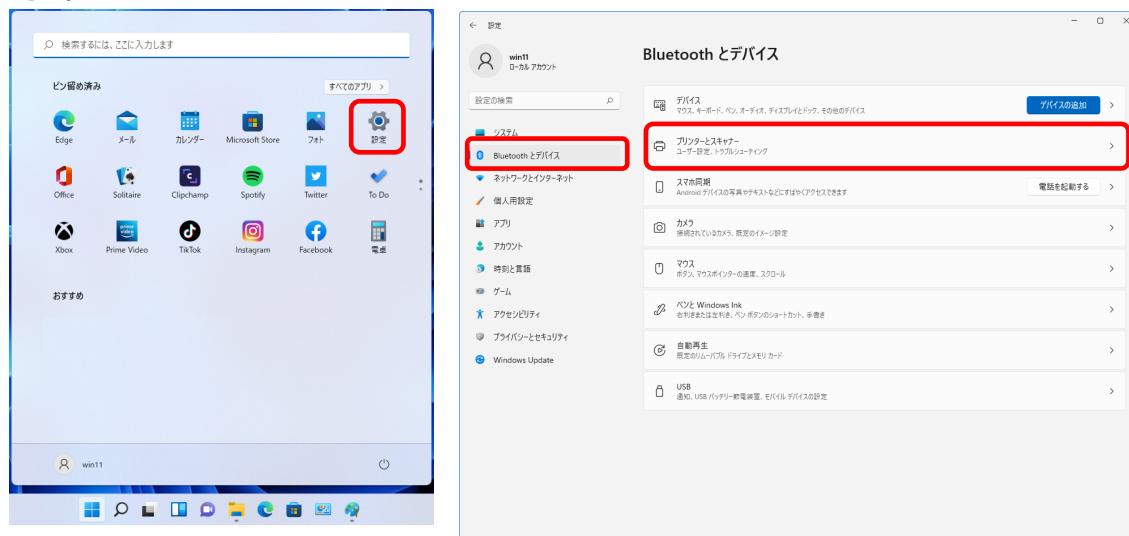 検索するには、ここに入力します
ピン留め済み
すべてのアプリ >
Edge
メール
カレンダー
Microsoft Store
フォト
設定
Office
Solitaire
Clipchamp
Spotify
Twitter
To Do
prime video
Xbox
Prime Video
TikTok
Instagram
Facebook
電卓
おすすめ
win11
← 設定
win11
ローカル アカウント
設定の検索
システム
Bluetooth とデバイス
ネットワークとインターネット
個人用設定
アプリ
アカウント
時刻と言語
ゲーム
アクセシビリティ
プライバシーとセキュリティ
Windows Update
Bluetooth とデバイス
デバイス
マウス、キーボード、ペン、オーディオ、ディスプレイとドック、その他のデバイス
デバイスの追加
プリンターとスキャナー
ユーザー設定、トラブルシューティング
スマホ同期
Android デバイスの写真やテキストなどにすばやくアクセスできます
電話を起動する
カメラ
接続されているカメラ、既定のイメージ設定
マウス
ボタン、マウスポインターの速度、スクロール
ペンと Windows Ink
右利きまたは左利き、ペン ボタンのショートカット、手書き
自動再生
既定のリムーバブル ドライブとメモリ カード
USB
通知、USB バッテリー節電装置、モバイル デバイスの設定